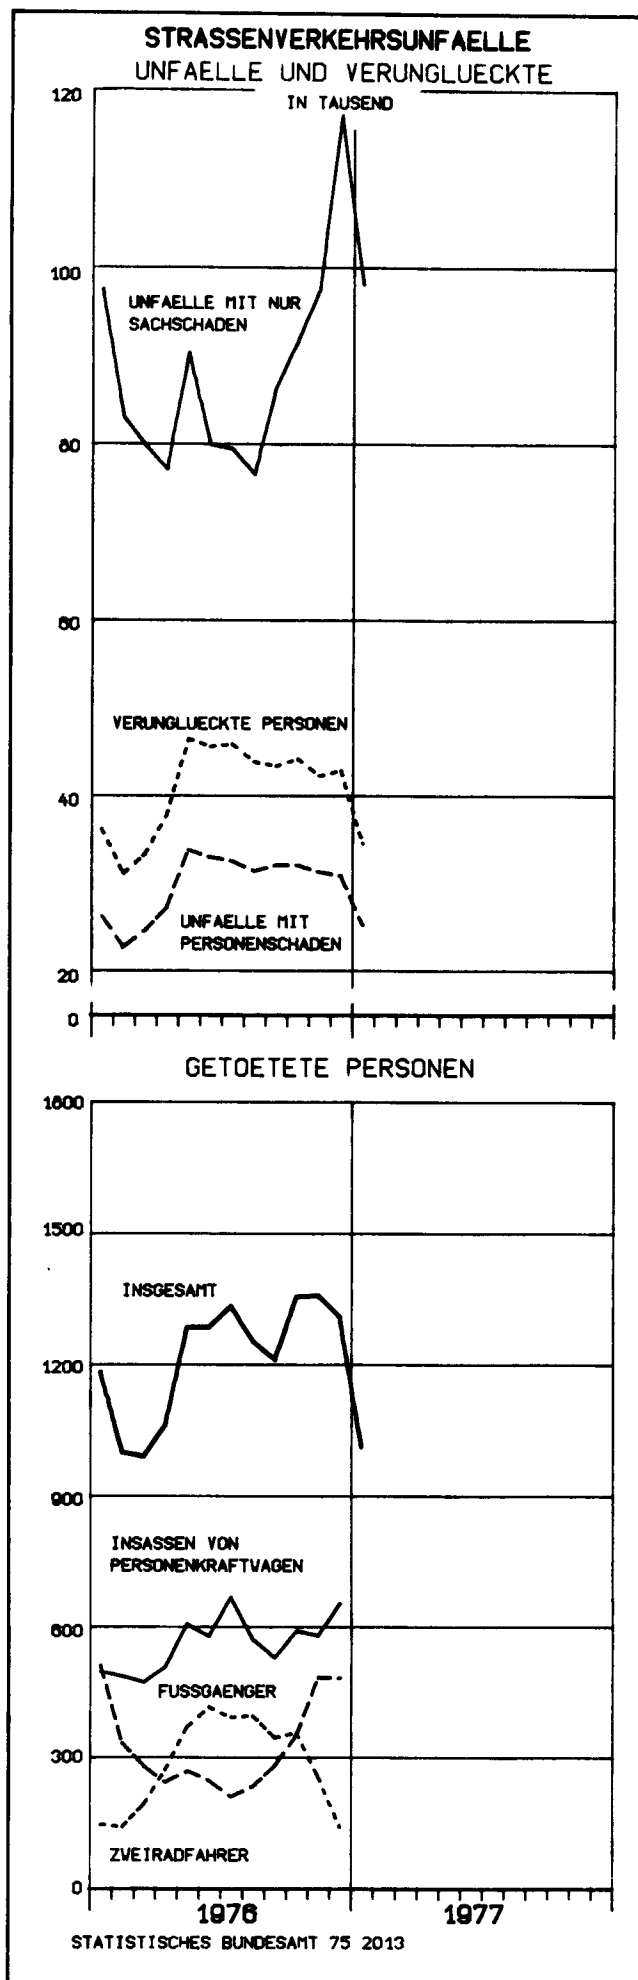 STRASSENVERKEHRSUNFAELLE
UNFAELLE UND VERUNGLUECKTE
120
IN TAUSEND
100
UNFAELLE MIT NUR
SACHSCHADEN
80
60
VERUNGLUECKTE PERSONEN
40
UNFAELLE MIT
PERSONENSCHADEN
20
0
GETOETETE PERSONEN
1800
1500
INSGESAMT
1200
900
INSASSEN VON
PERSONENKRAFTWAGEN
600
FUSSGAENGER
300
ZWEIRADFAHRER
0
1976 1977
STATISTISCHES BUNDESAMT 75 2013